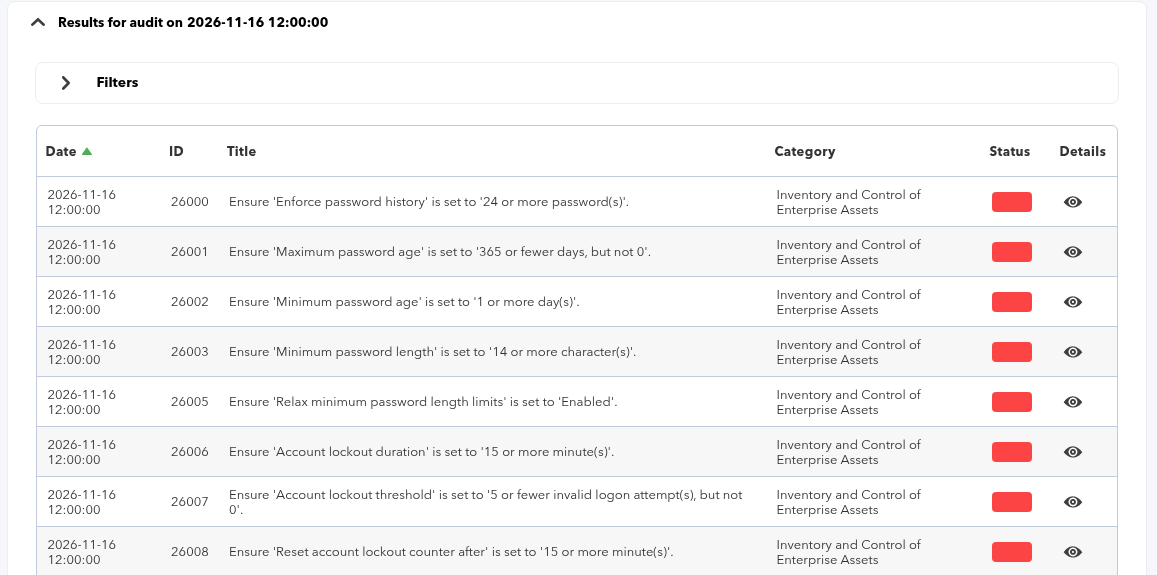 Results for audit on 2026-11-16 12:00:00
Filters
Date ID Title Category Status Details
2026-11-16 12:00:00 26000 Ensure 'Enforce password history' is set to '24 or more password(s)'. Inventory and Control of Enterprise Assets
2026-11-16 12:00:00 26001 Ensure 'Maximum password age' is set to '365 or fewer days, but not 0'. Inventory and Control of Enterprise Assets
2026-11-16 12:00:00 26002 Ensure 'Minimum password age' is set to '1 or more day(s)'. Inventory and Control of Enterprise Assets
2026-11-16 12:00:00 26003 Ensure 'Minimum password length' is set to '14 or more character(s)'. Inventory and Control of Enterprise Assets
2026-11-16 12:00:00 26005 Ensure 'Relax minimum password length limits' is set to 'Enabled'. Inventory and Control of Enterprise Assets
2026-11-16 12:00:00 26006 Ensure 'Account lockout duration' is set to '15 or more minute(s)'. Inventory and Control of Enterprise Assets
2026-11-16 12:00:00 26007 Ensure 'Account lockout threshold' is set to '5 or fewer invalid logon attempt(s), but not 0'. Inventory and Control of Enterprise Assets
2026-11-16 12:00:00 26008 Ensure 'Reset account lockout counter after' is set to '15 or more minute(s)'. Inventory and Control of Enterprise Assets